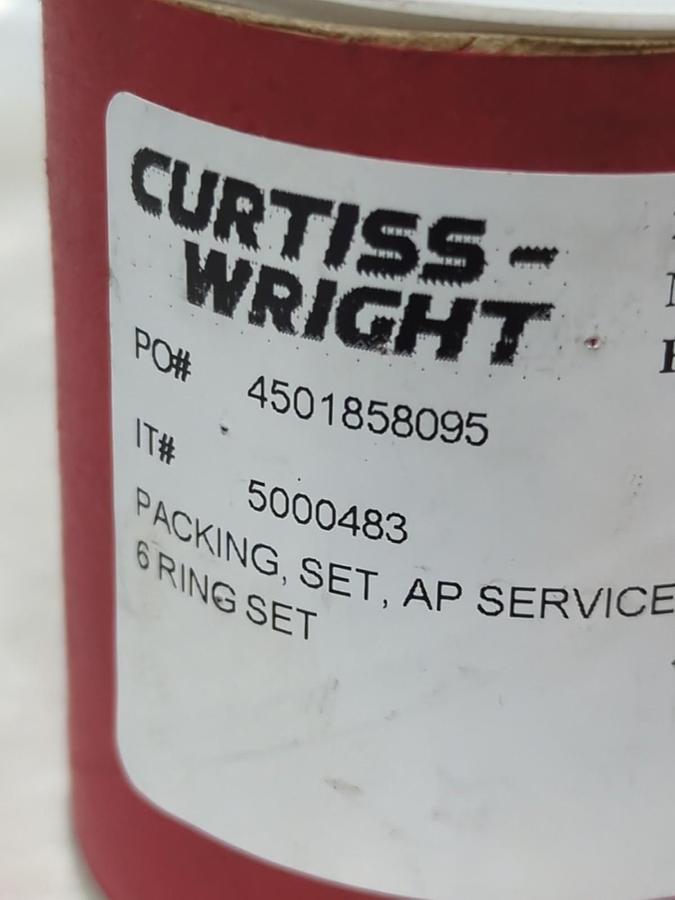 CURTISS-
WRIGHT
PO# 4501858095
IT# 5000483
PACKING, SET, AP SERVICE
6 RING SET